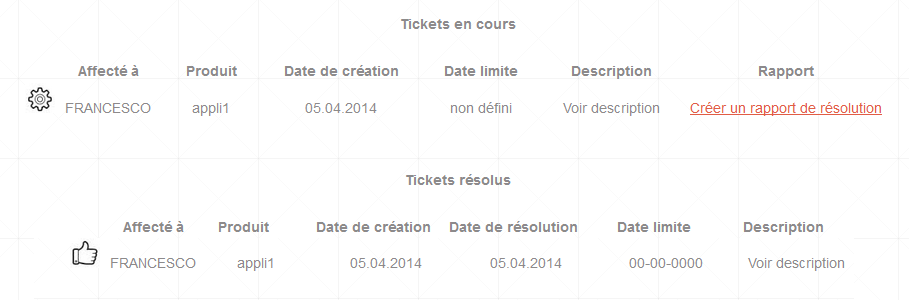 Tickets en cours
Affecté à Produit Date de création Date limite Description Rapport
FRANCESCO appli1 05.04.2014 non défini Voir description Créer un rapport de résolution
Tickets résolus
Affecté à Produit Date de création Date de résolution Date limite Description
FRANCESCO appli1 05.04.2014 05.04.2014 00-00-0000 Voir description